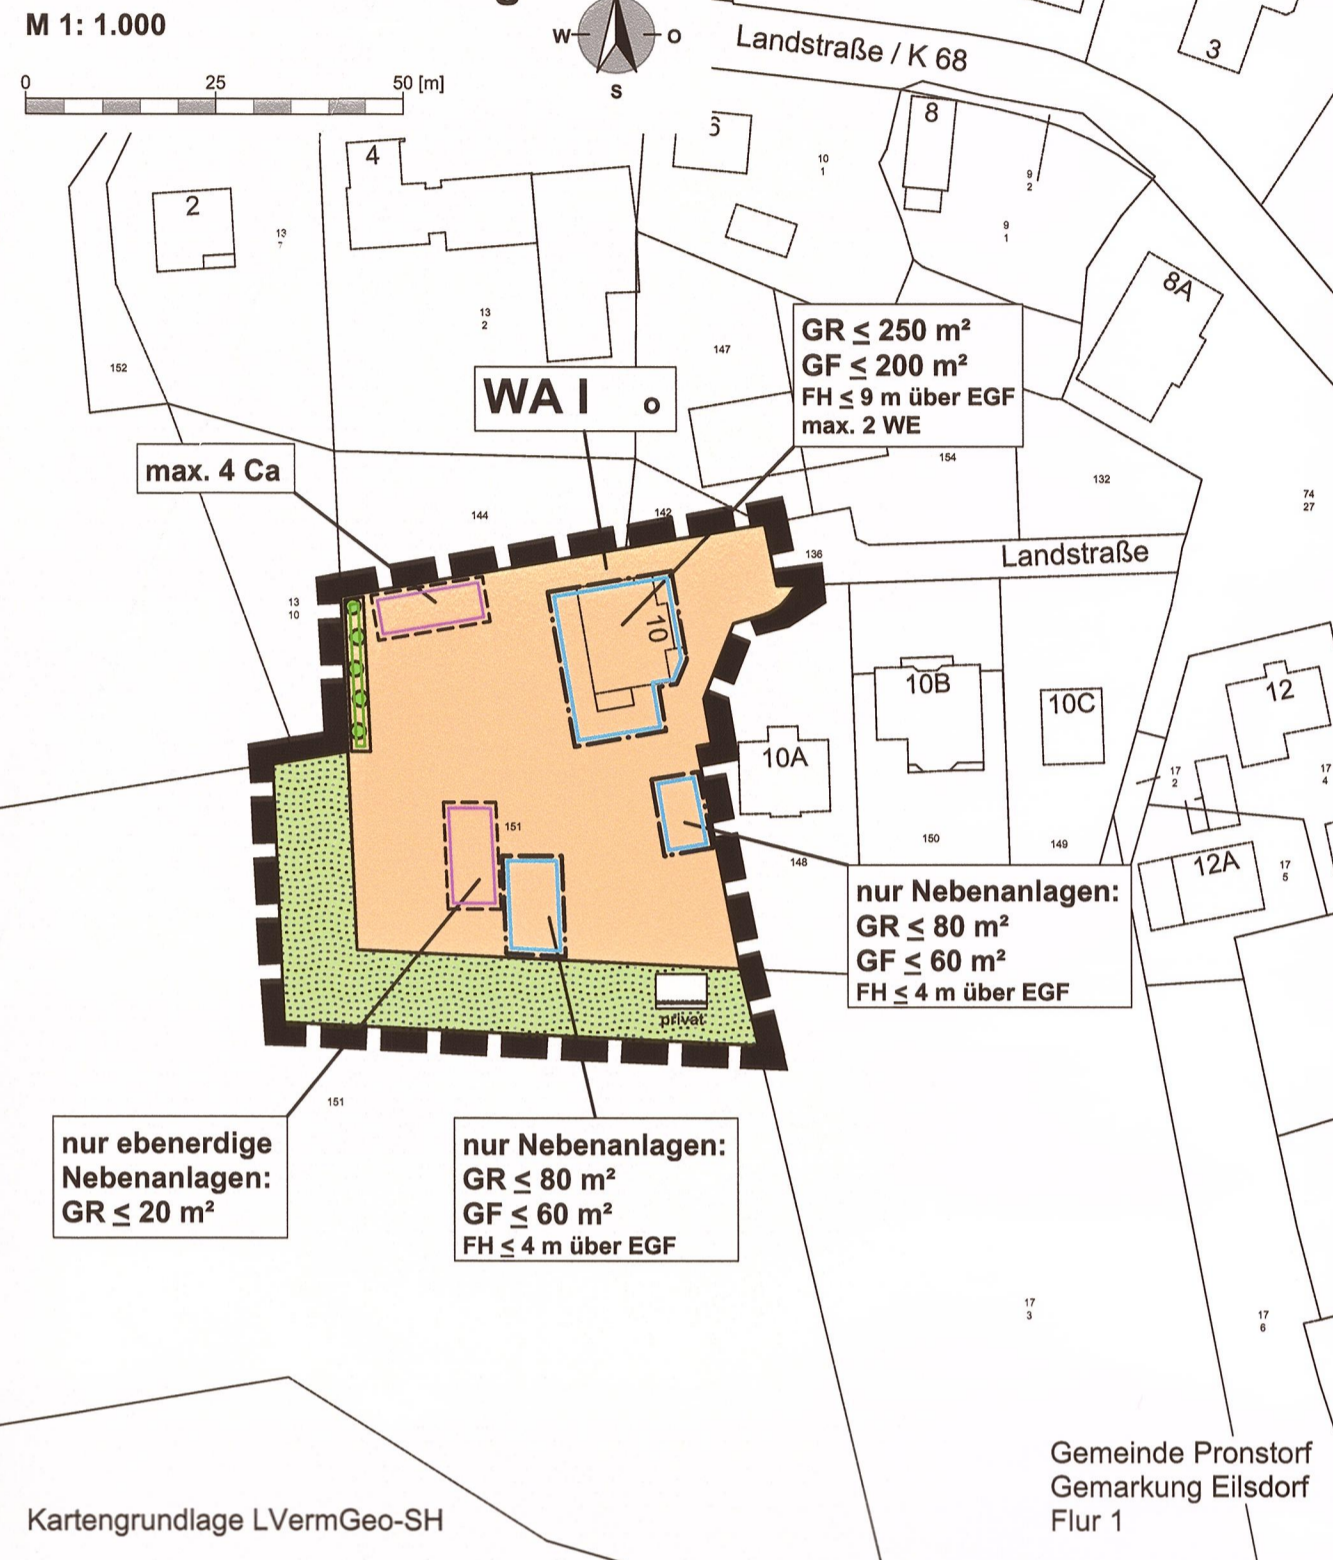 M 1: 1.000
0 25 50 [m]
W O
S
Landstraße / K 68
3
2
4
8
8A
13
2
10
1
9
2
9
1
152
147
GR ≤ 250 m²
GF ≤ 200 m²
FH ≤ 9 m über EGF
max. 2 WE
WA I o
max. 4 Ca
154
132
74
27
144
142
136
Landstraße
13
10
10
10A
10B
10C
12
12A
17
2
17
4
17
5
151
148
150
149
nur Nebenanlagen:
GR ≤ 80 m²
GF ≤ 60 m²
FH ≤ 4 m über EGF
privat
151
nur ebenerdige
Nebenanlagen:
GR ≤ 20 m²
nur Nebenanlagen:
GR ≤ 80 m²
GF ≤ 60 m²
FH ≤ 4 m über EGF
17
3
17
6
Gemeinde Pronstorf
Gemarkung Eilsdorf
Flur 1
Kartengrundlage LVermGeo-SH